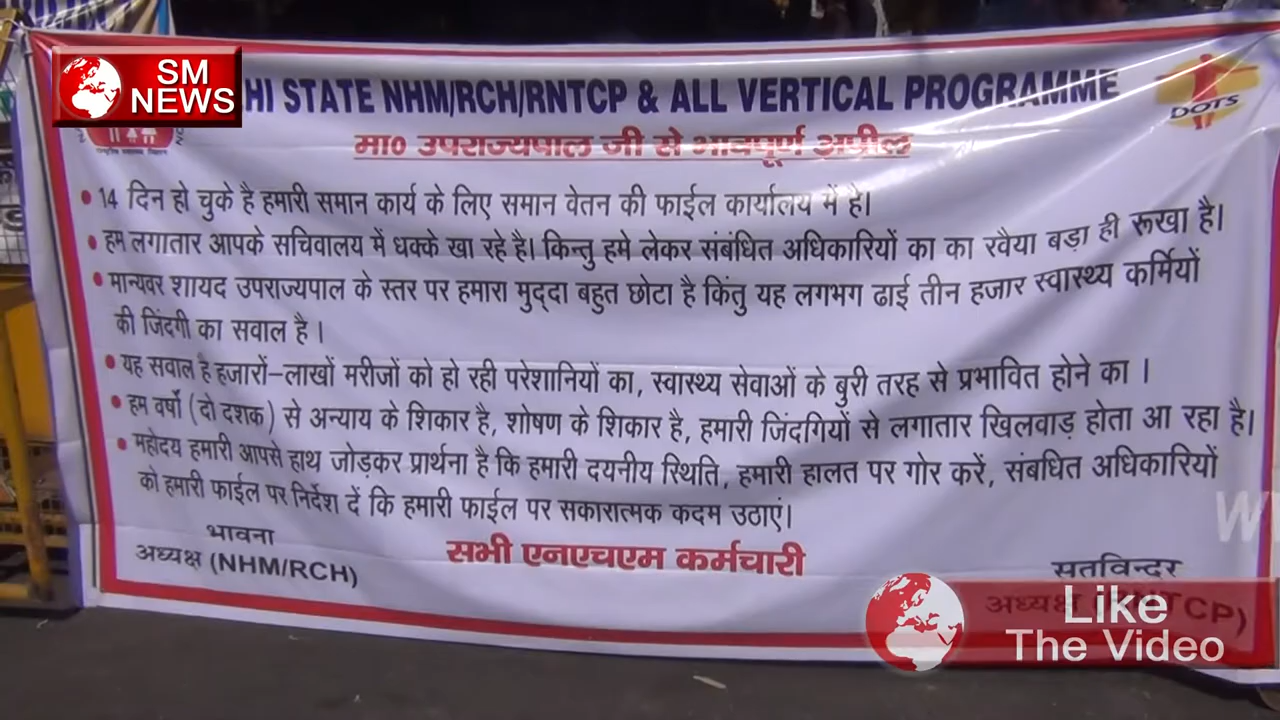 SM
NEWS
HI STATE NHM/RCH/RNTCP & ALL VERTICAL PROGRAMME
DOTS
मा0 उपराज्यपाल जी से भावपूर्ण अपील
• 14 दिन हो चुके है हमारी समान कार्य के लिए समान वेतन की फाईल कार्यालय में है।
• हम लगातार आपके सचिवालय में धक्के खा रहे है। किन्तु हमे लेकर संबंधित अधिकारियों का का रवैया बड़ा ही रूखा है।
• मान्यवर शायद उपराज्यपाल के स्तर पर हमारा मुद्दा बहुत छोटा है किंतु यह लगभग ढाई तीन हजार स्वास्थ्य कर्मियों
की जिंदगी का सवाल है ।
• यह सवाल है हजारों–लाखों मरीजों को हो रही परेशानियों का, स्वास्थ्य सेवाओं के बुरी तरह से प्रभावित होने का ।
• हम वर्षो (दो दशक) से अन्याय के शिकार है, शोषण के शिकार है, हमारी जिंदगियों से लगातार खिलवाड़ होता आ रहा है।
• महोदय हमारी आपसे हाथ जोड़कर प्रार्थना है कि हमारी दयनीय स्थिति, हमारी हालत पर गोर करें, संबधित अधिकारियों
को हमारी फाईल पर निर्देश दें कि हमारी फाईल पर सकारात्मक कदम उठाएं।
भावना
अध्यक्ष (NHM/RCH)
सभी एनएचएम कर्मचारी
सतविन्दर
अध्यक्ष (RNTCP)
Like
The Video
W